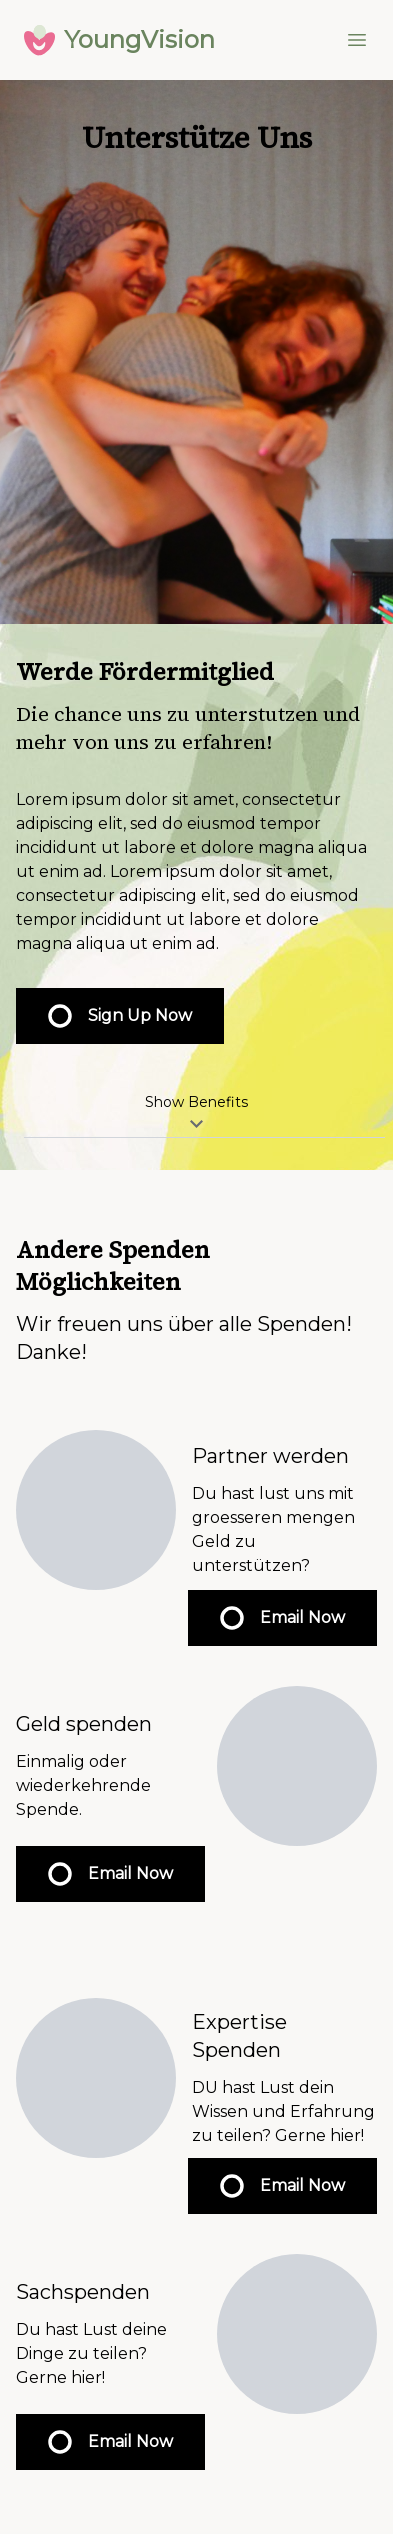 YoungVision
Unterstütze Uns
Werde Fördermitglied
Die chance uns zu unterstutzen und
mehr von uns zu erfahren!
Lorem ipsum dolor sit amet, consectetur
adipiscing elit, sed do eiusmod tempor
incididunt ut labore et dolore magna aliqua
ut enim ad. Lorem ipsum dolor sit amet,
consectetur adipiscing elit, sed do eiusmod
tempor incididunt ut labore et dolore
magna aliqua ut enim ad.
Sign Up Now
Show Benefits
Andere Spenden
Möglichkeiten
Wir freuen uns über alle Spenden!
Danke!
Partner werden
Du hast lust uns mit
groesseren mengen
Geld zu
unterstützen?
Email Now
Geld spenden
Einmalig oder
wiederkehrende
Spende.
Email Now
Expertise
Spenden
DU hast Lust dein
Wissen und Erfahrung
zu teilen? Gerne hier!
Email Now
Sachspenden
Du hast Lust deine
Dinge zu teilen?
Gerne hier!
Email Now